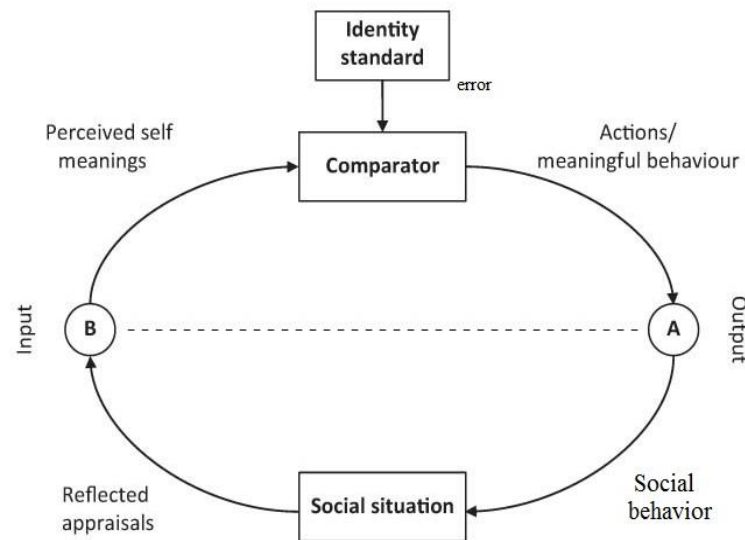 Identity
standard
error
Perceived self
meanings
Comparator
Actions/
meaningful behaviour
Input
B
A
Output
Reflected
appraisals
Social situation
Social
behavior